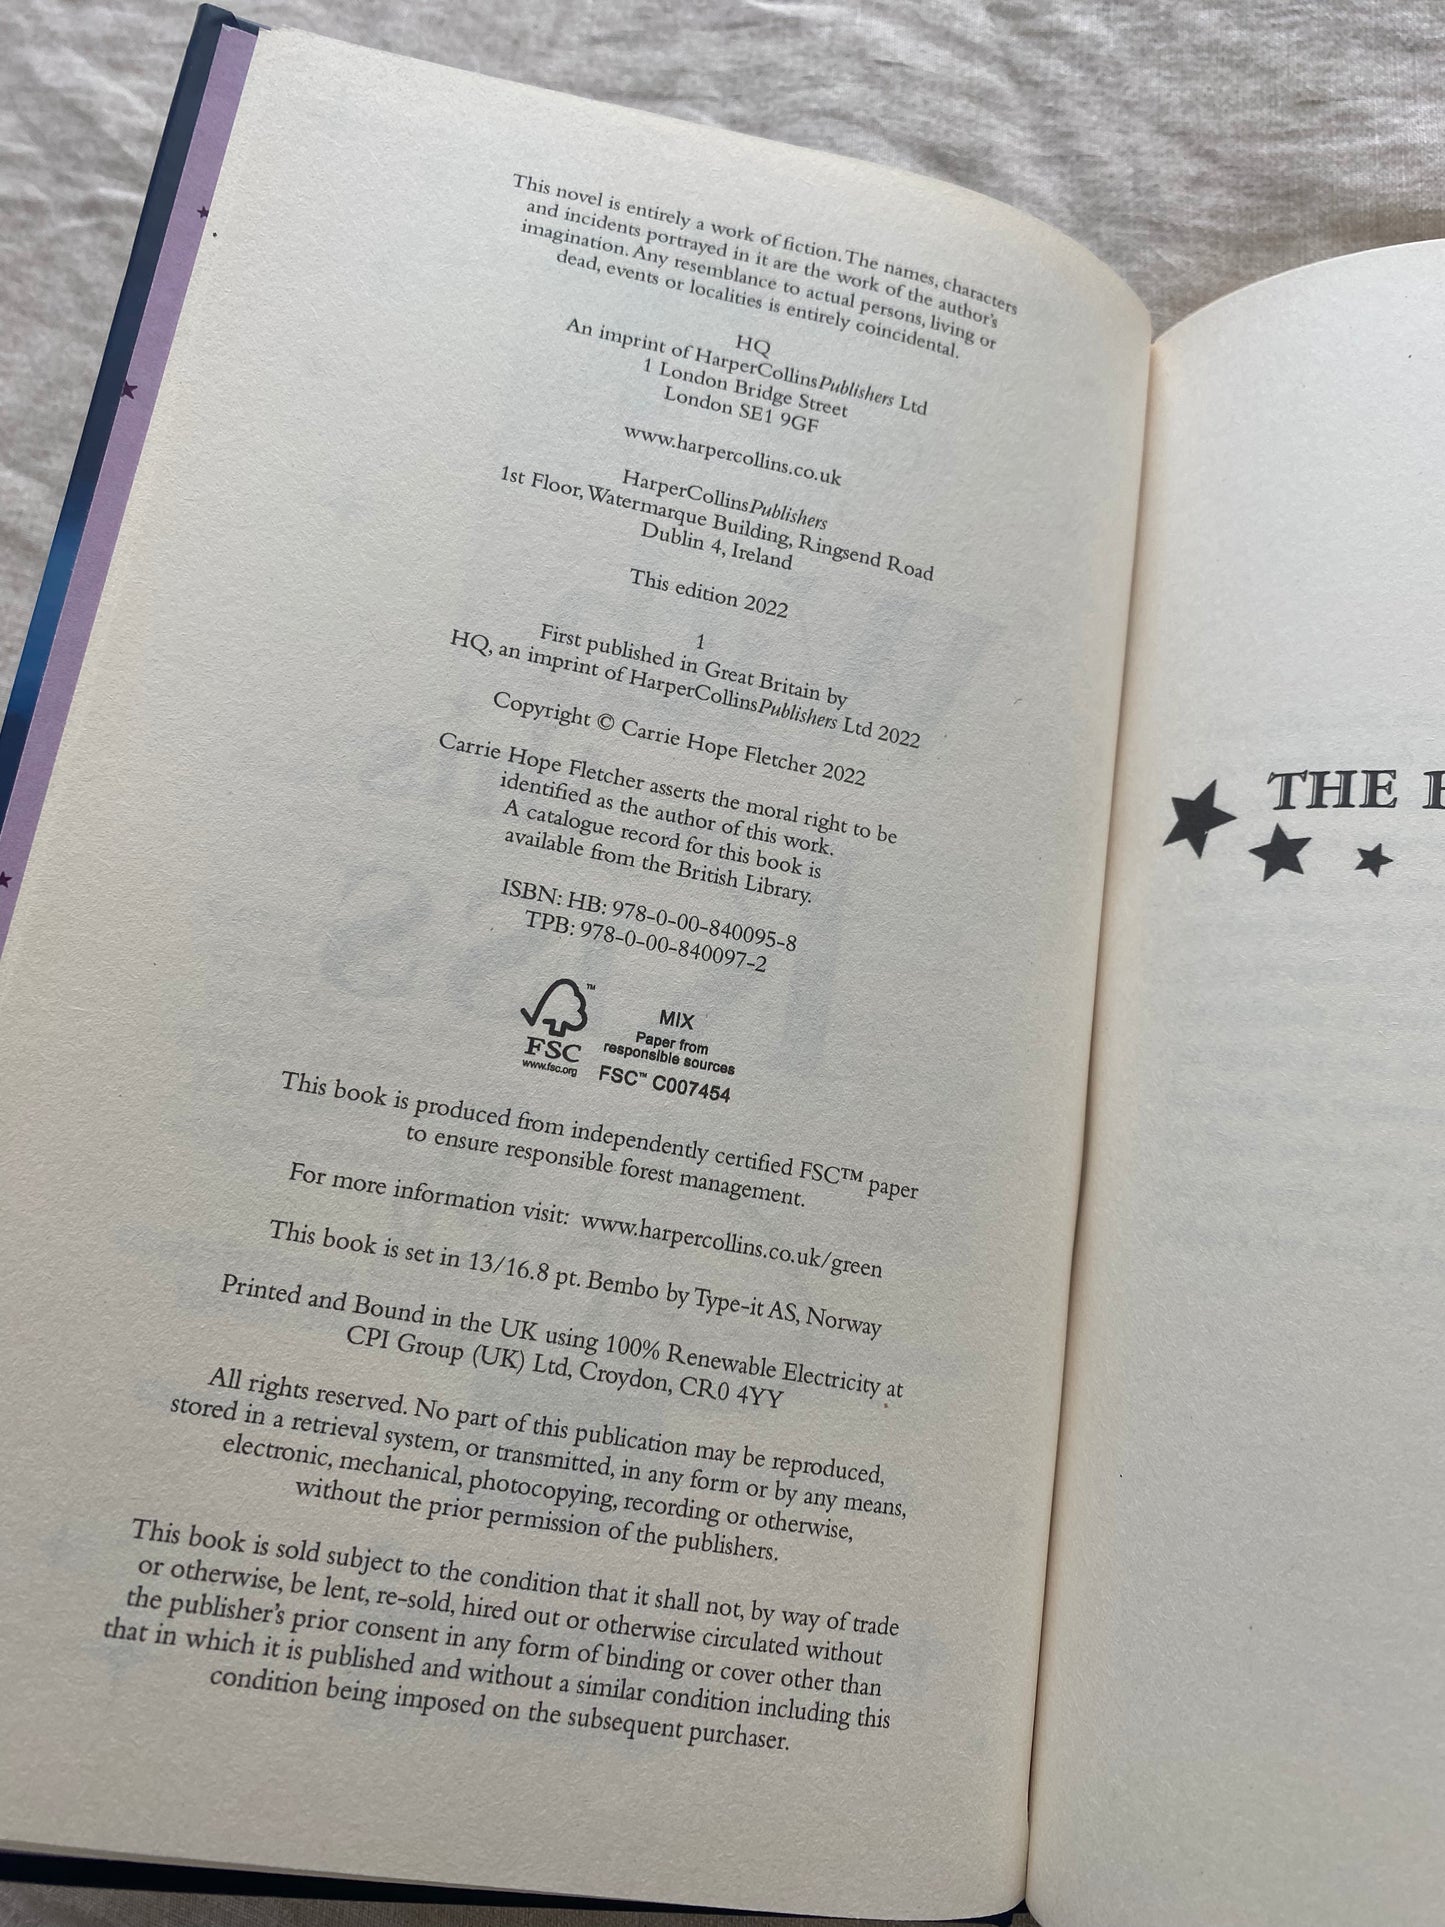 This novel is entirely a work of fiction. The names, characters
and incidents portrayed in it are the work of the author's
imagination. Any resemblance to actual persons, living or
dead, events or localities is entirely coincidental.
HQ
An imprint of HarperCollinsPublishers Ltd
1 London Bridge Street
London SE1 9GF
www.harpercollins.co.uk
HarperCollinsPublishers
1st Floor, Watermarque Building, Ringsend Road
Dublin 4, Ireland
This edition 2022
1
First published in Great Britain by
HQ, an imprint of HarperCollinsPublishers Ltd 2022
Copyright © Carrie Hope Fletcher 2022
Carrie Hope Fletcher asserts the moral right to be
identified as the author of this work.
A catalogue record for this book is
available from the British Library.
ISBN: HB: 978-0-00-840095-8
TPB: 978-0-00-840097-2
FSC
www.fsc.org
MIX
Paper from
responsible sources
FSC™ C007454
This book is produced from independently certified FSC™ paper
to ensure responsible forest management.
For more information visit: www.harpercollins.co.uk/green
This book is set in 13/16.8 pt. Bembo by Type-it AS, Norway
Printed and Bound in the UK using 100% Renewable Electricity at
CPI Group (UK) Ltd, Croydon, CR0 4YY
All rights reserved. No part of this publication may be reproduced,
stored in a retrieval system, or transmitted, in any form or by any means,
electronic, mechanical, photocopying, recording or otherwise,
without the prior permission of the publishers.
This book is sold subject to the condition that it shall not, by way of trade
or otherwise, be lent, re-sold, hired out or otherwise circulated without
the publisher's prior consent in any form of binding or cover other than
that in which it is published and without a similar condition including this
condition being imposed on the subsequent purchaser.
THE